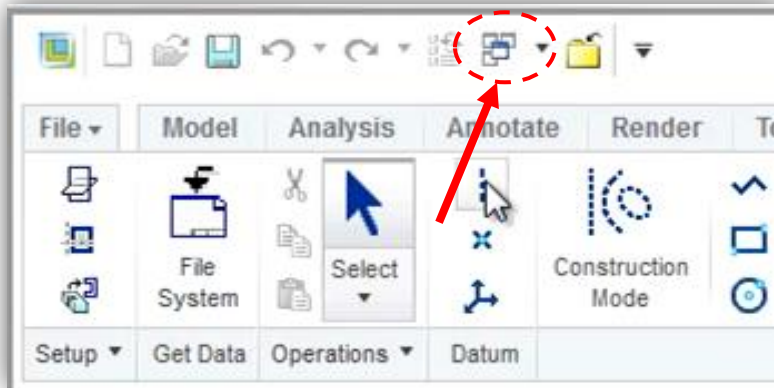 File Model Analysis Annotate Render
File
System
Select
Construction
Mode
Setup Get Data Operations Datum